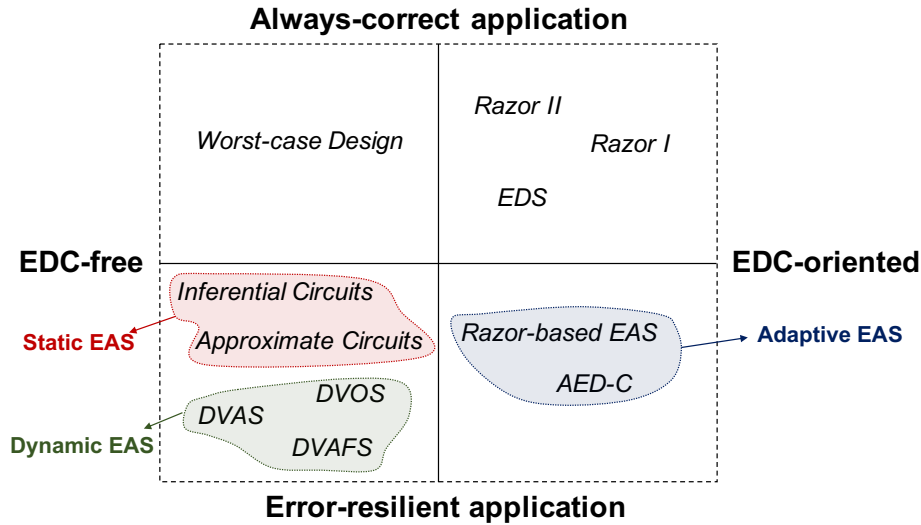 Always-correct application
Razor II
Worst-case Design
Razor I
EDS
EDC-free
EDC-oriented
Inferential Circuits
Static EAS
Approximate Circuits
Razor-based EAS
Adaptive EAS
AED-C
DVOS
DVAS
Dynamic EAS
DVAFS
Error-resilient application